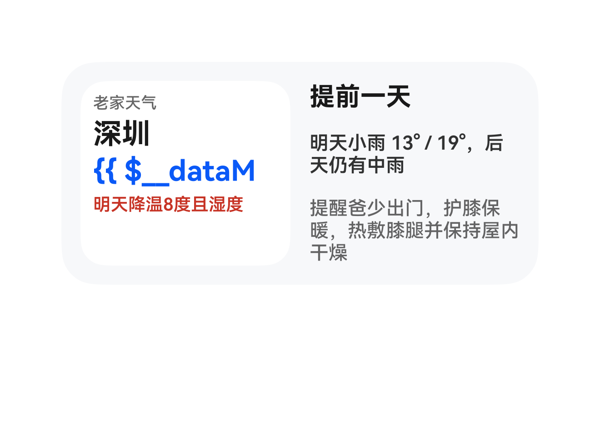 老家天气
深圳
{{ $__dataM
明天降温8度且湿度
提前一天
明天小雨 13° / 19°，后
天仍有中雨
提醒爸少出门，护膝保
暖，热敷膝腿并保持屋内
干燥